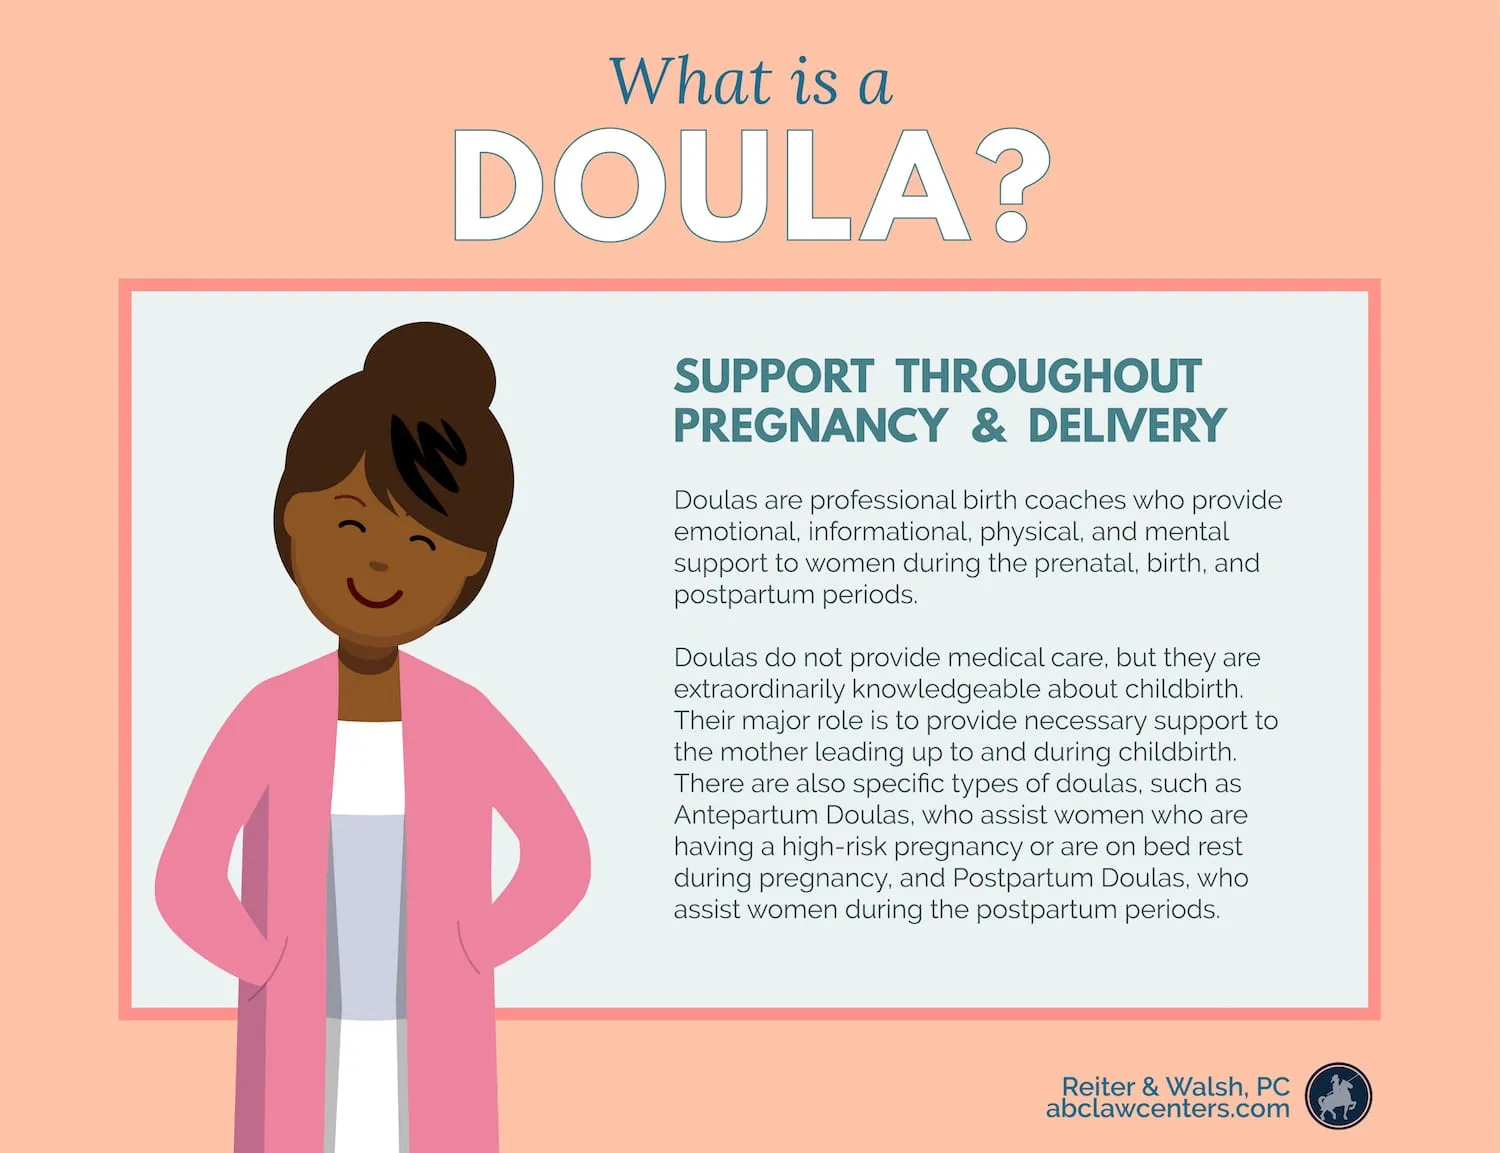 What is a
DOULA?
SUPPORT THROUGHOUT
PREGNANCY & DELIVERY
Doulas are professional birth coaches who provide
emotional, informational, physical, and mental
support to women during the prenatal, birth, and
postpartum periods.
Doulas do not provide medical care, but they are
extraordinarily knowledgeable about childbirth.
Their major role is to provide necessary support to
the mother leading up to and during childbirth.
There are also specific types of doulas, such as
Antepartum Doulas, who assist women who are
having a high-risk pregnancy or are on bed rest
during pregnancy, and Postpartum Doulas, who
assist women during the postpartum periods.
Reiter & Walsh, PC
abclawcenters.com